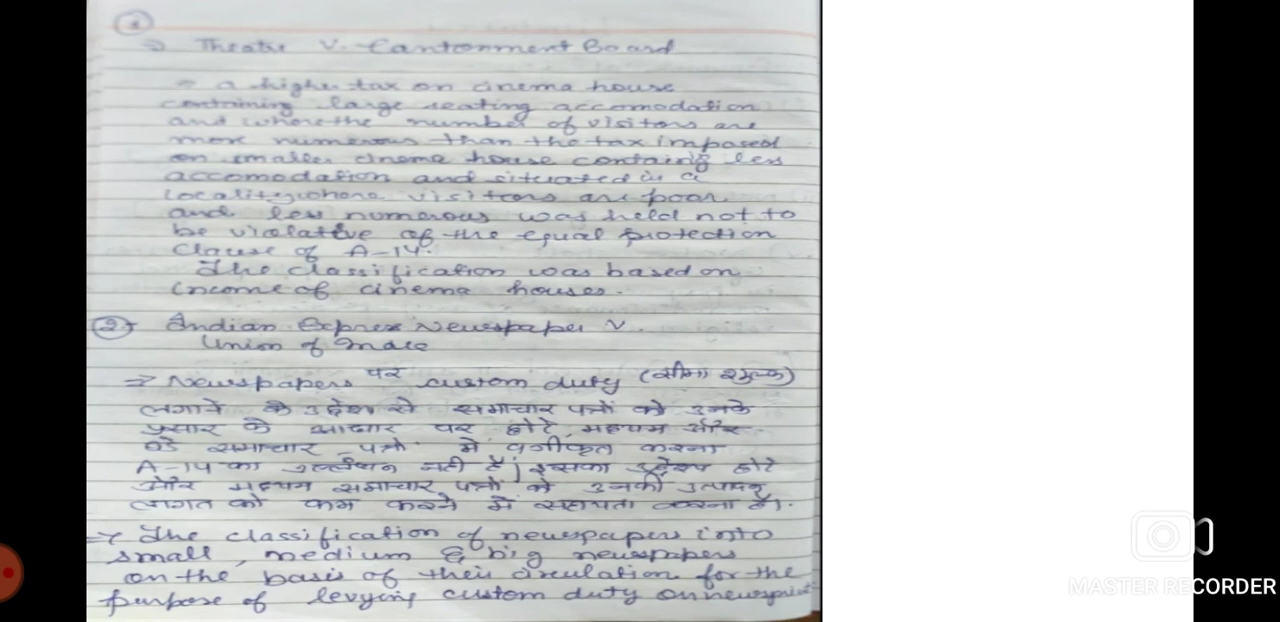 2
→ Theatre V. Cantonment Board
→ a higher tax on cinema house
containing large seating accomodation
and where the number of visitors are
more numerous than the tax imposed
on smaller cinema house containig less
accomodation and situated in a
locality where visitors are poor
and less numerous was held not to
be violative of the equal protection
Clause of A-14.
The classification was based on
income of cinema houses.
2→ Indian Express Newspaper V.
Union of India
→ Newspapers पर custom duty (सीमा शुल्क)
लगाने के उद्देश्य से समाचार पत्रों को उनके
प्रसार के आधार पर छोटे, मध्यम और
बडे समाचार पत्रो में वर्गीकृत करना
A-14 का उल्लंघन नही है। इसका उद्देश्य छोटे
और मध्यम समाचार पत्रों को उनकी उत्पादन
लागत को कम करने में सहायता करना है।
→ The classification of newspapers into
small, medium & big newspapers
on the basis of their circulation for the
purpose of levying custom duty on newsprint
MASTER RECORDER